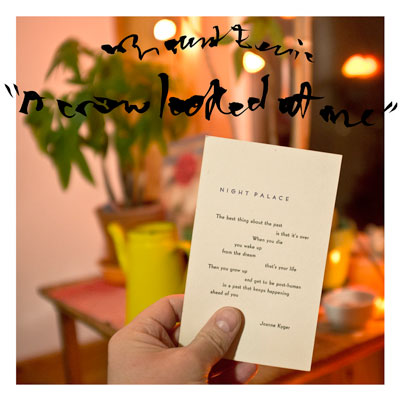 mount Eerie
"A crow looked at me"
NIGHT PALACE
The best thing about the past
is that it's over
When you die
you wake up
from the dream
that's your life
Then you grow up
and get to be post-human
in a past that keeps happening
ahead of you
Joanne Kyger